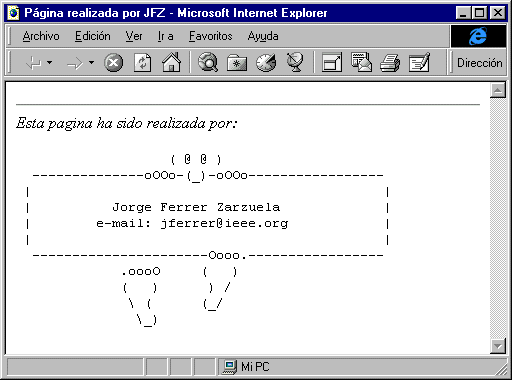 Página realizada por JFZ - Microsoft Internet Explorer
Archivo Edición Ver Ir a Favoritos Ayuda
Dirección
Esta pagina ha sido realizada por:
( @ @ )
--------------oOOo-(_)-oOOo-----------------
| |
| Jorge Ferrer Zarzuela |
| e-mail: jferrer@ieee.org |
| |
----------------------Oooo.-----------------
.oooO ( )
( ) ) /
\ ( (_/
\_)
Mi PC